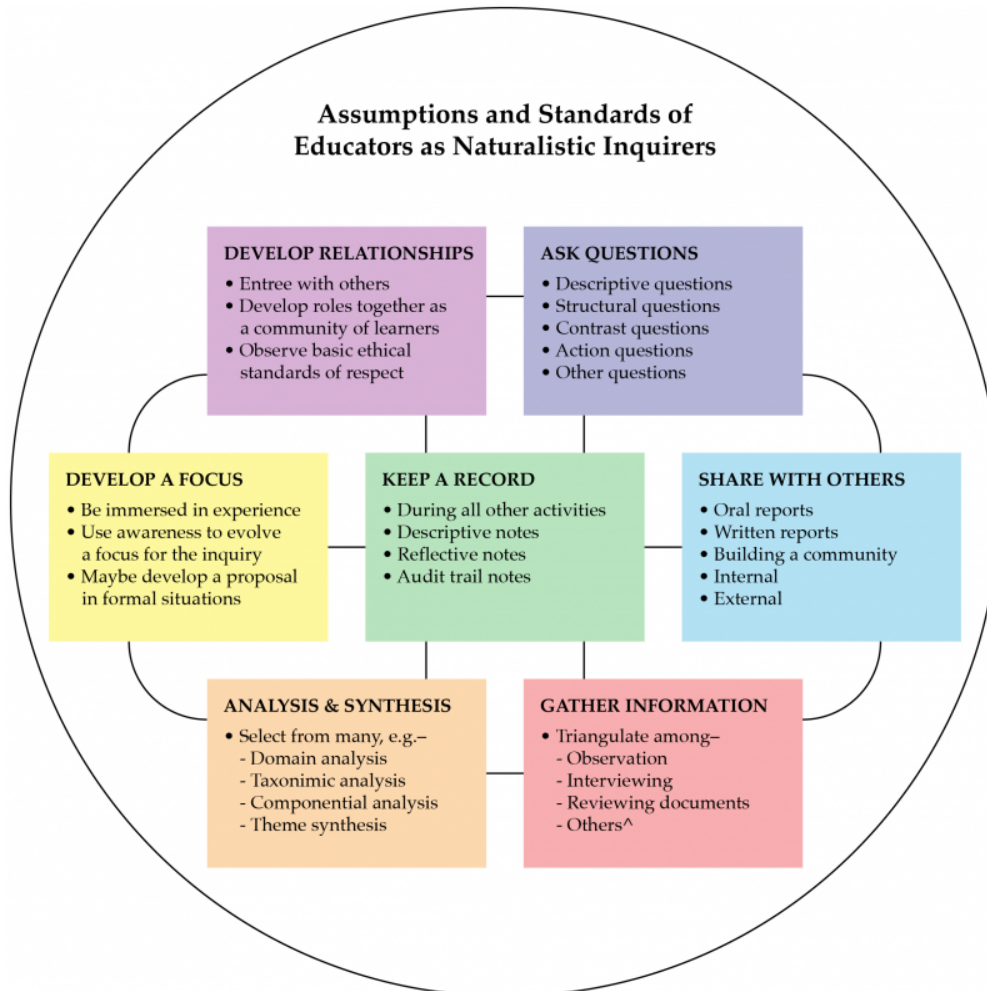 Assumptions and Standards of
Educators as Naturalistic Inquirers
DEVELOP RELATIONSHIPS
• Entree with others
• Develop roles together as
a community of learners
• Observe basic ethical
standards of respect
ASK QUESTIONS
• Descriptive questions
• Structural questions
• Contrast questions
• Action questions
• Other questions
DEVELOP A FOCUS
• Be immersed in experience
• Use awareness to evolve
a focus for the inquiry
• Maybe develop a proposal
in formal situations
KEEP A RECORD
• During all other activities
• Descriptive notes
• Reflective notes
• Audit trail notes
SHARE WITH OTHERS
• Oral reports
• Written reports
• Building a community
• Internal
• External
ANALYSIS & SYNTHESIS
• Select from many, e.g.–
- Domain analysis
- Taxonimic analysis
- Componential analysis
- Theme synthesis
GATHER INFORMATION
• Triangulate among–
- Observation
- Interviewing
- Reviewing documents
- Others^